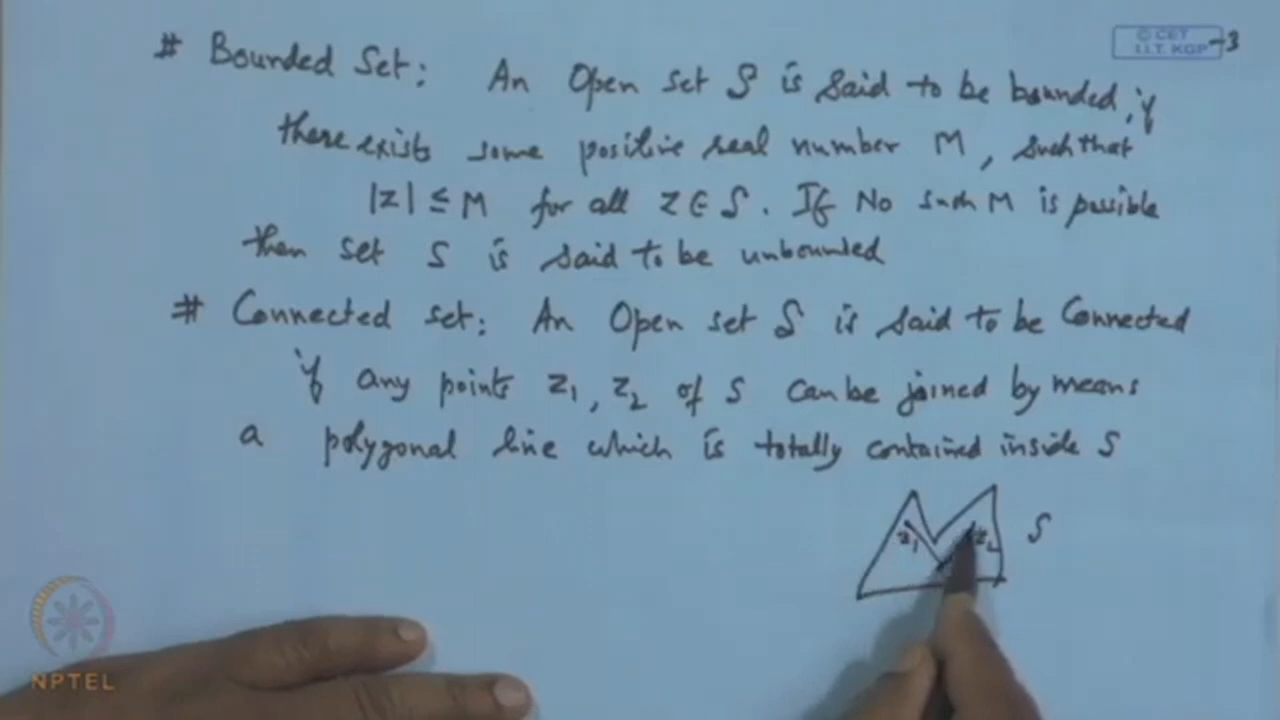 © CET
I.I.T. KGP -3
# Bounded Set: An Open set S is said to be bounded, if
there exists some positive real number M, such that
|z| ≤ M for all z ∈ S. If No such M is possible
then set S is said to be unbounded
# Connected set: An Open set S is said to be Connected
if any points z₁, z₂ of S can be joined by means
a polygonal line which is totally contained inside S
z₁ z₂ S
NPTEL